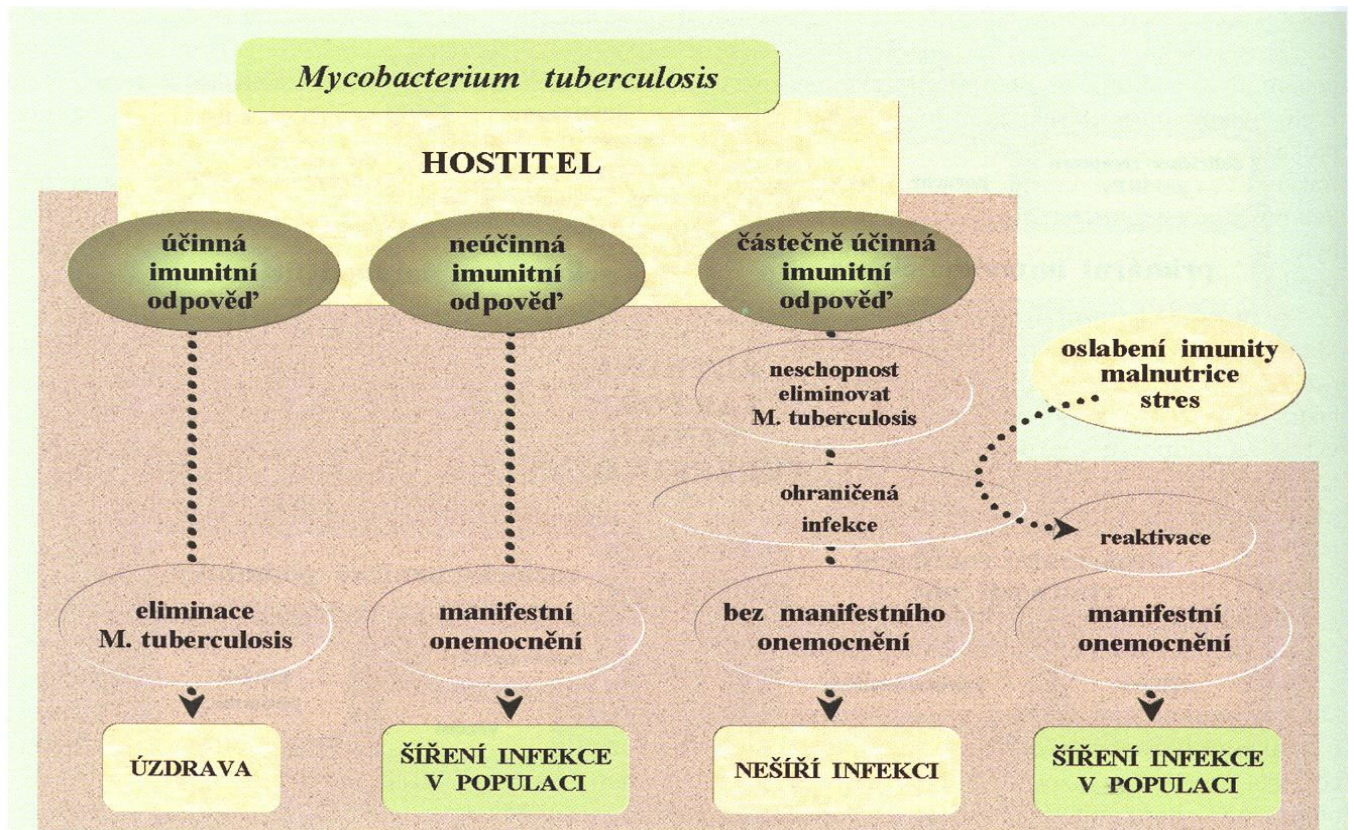 Mycobacterium tuberculosis
HOSTITEL
účinná
imunitní
odpověď
neúčinná
imunitní
odpověď
částečně účinná
imunitní
odpověď
neschopnost
eliminovat
M. tuberculosis
oslabení imunity
malnutrice
stres
ohraničená
infekce
reaktivace
eliminace
M. tuberculosis
manifestní
onemocnění
bez manifestního
onemocnění
manifestní
onemocnění
ÚZDRAVA
ŠÍŘENÍ INFEKCE
V POPULACI
NEŠÍŘÍ INFEKCI
ŠÍŘENÍ INFEKCE
V POPULACI